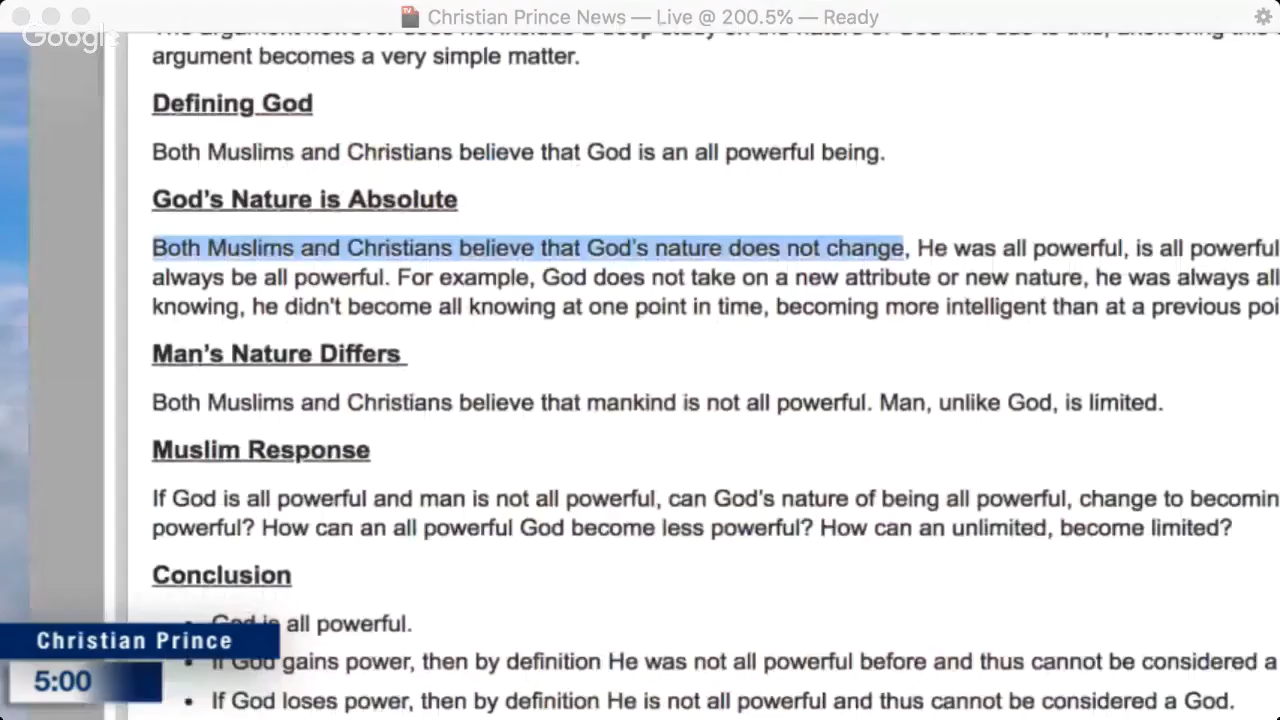 Christian Prince News — Live @ 200.5% — Ready
Google
argument becomes a very simple matter.
Defining God
Both Muslims and Christians believe that God is an all powerful being.
God's Nature is Absolute
Both Muslims and Christians believe that God's nature does not change, He was all powerful, is all powerful
always be all powerful. For example, God does not take on a new attribute or new nature, he was always all
knowing, he didn't become all knowing at one point in time, becoming more intelligent than at a previous poi
Man's Nature Differs
Both Muslims and Christians believe that mankind is not all powerful. Man, unlike God, is limited.
Muslim Response
If God is all powerful and man is not all powerful, can God's nature of being all powerful, change to becomin
powerful? How can an all powerful God become less powerful? How can an unlimited, become limited?
Conclusion
• God is all powerful.
• If God gains power, then by definition He was not all powerful before and thus cannot be considered a
• If God loses power, then by definition He is not all powerful and thus cannot be considered a God.
Christian Prince
5:00